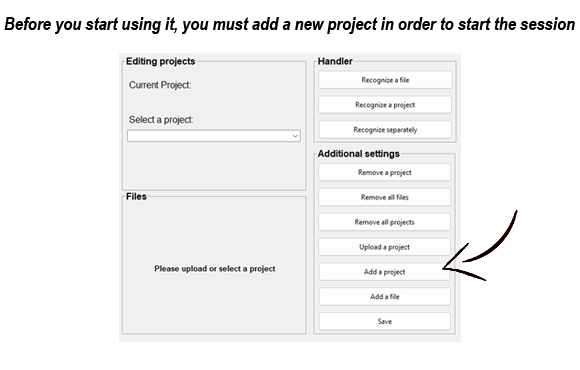 Before you start using it, you must add a new project in order to start the session
Editing projects
Current Project:
Select a project:
Files
Please upload or select a project
Handler
Recognize a file
Recognize a project
Recognize separately
Additional settings
Remove a project
Remove all files
Remove all projects
Upload a project
Add a project
Add a file
Save